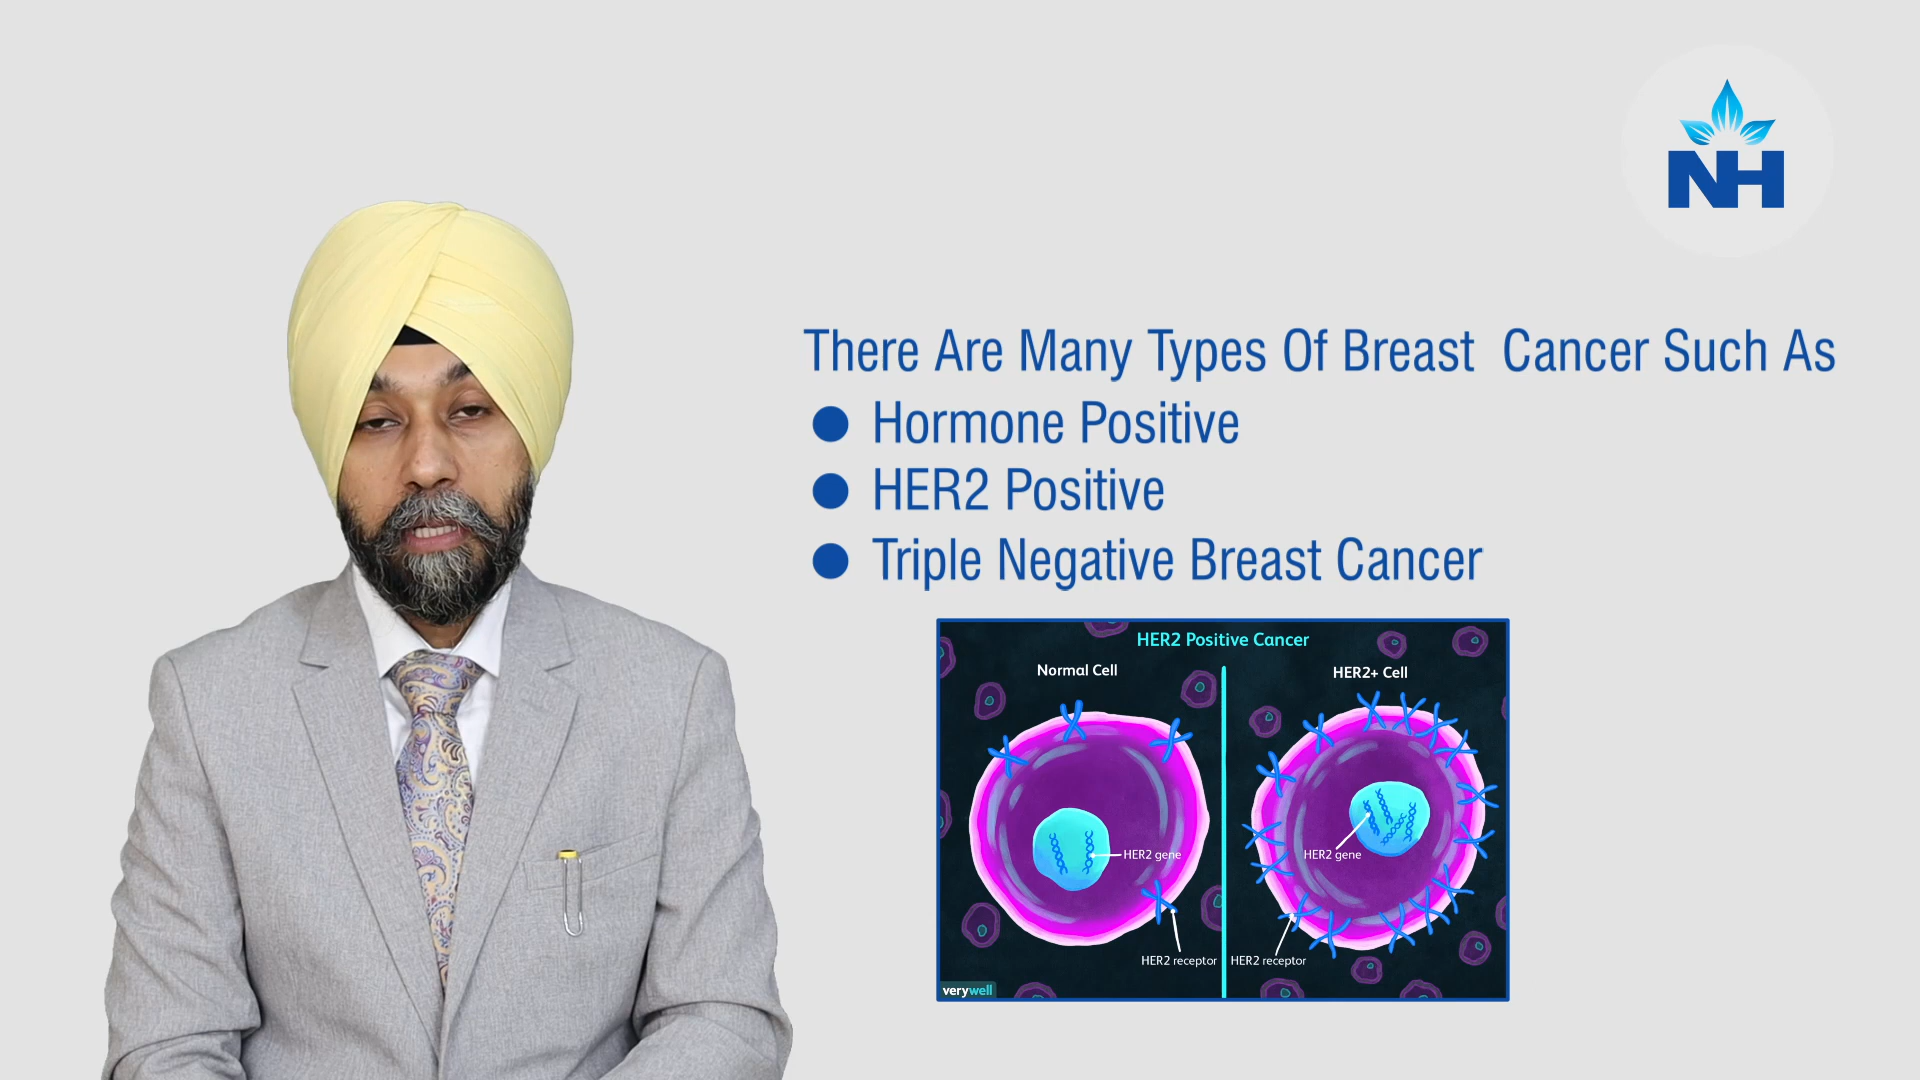 NH
There Are Many Types Of Breast Cancer Such As
● Hormone Positive
● HER2 Positive
● Triple Negative Breast Cancer
HER2 Positive Cancer
Normal Cell
HER2+ Cell
HER2 gene
HER2 gene
HER2 receptor
HER2 receptor
verywell